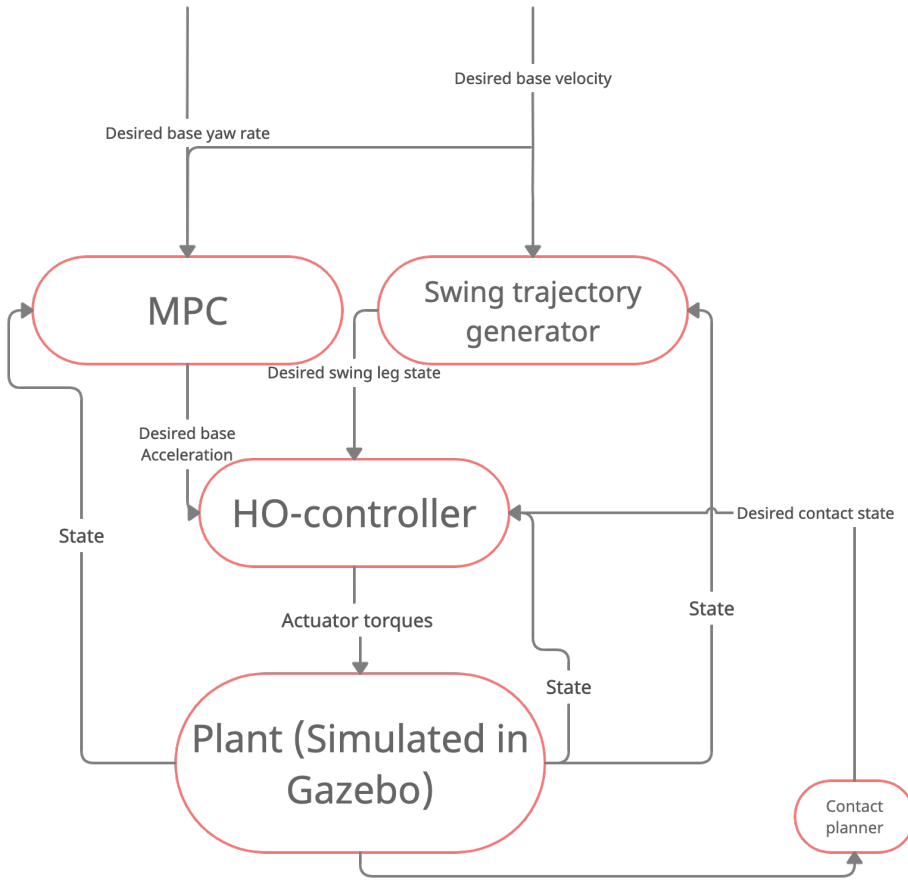 Desired base velocity
Desired base yaw rate
MPC
Swing trajectory
generator
Desired swing leg state
Desired base
Acceleration
HO-controller
Desired contact state
State
State
Actuator torques
State
Plant (Simulated in
Gazebo)
Contact
planner